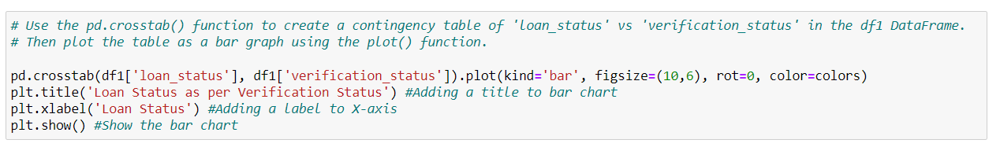 # Use the pd.crosstab() function to create a contingency table of 'loan_status' vs 'verification_status' in the df1 DataFrame.
# Then plot the table as a bar graph using the plot() function.
pd.crosstab(df1['loan_status'], df1['verification_status']).plot(kind='bar', figsize=(10,6), rot=0, color=colors)
plt.title('Loan Status as per Verification Status') #Adding a title to bar chart
plt.xlabel('Loan Status') #Adding a label to X-axis
plt.show() #Show the bar chart